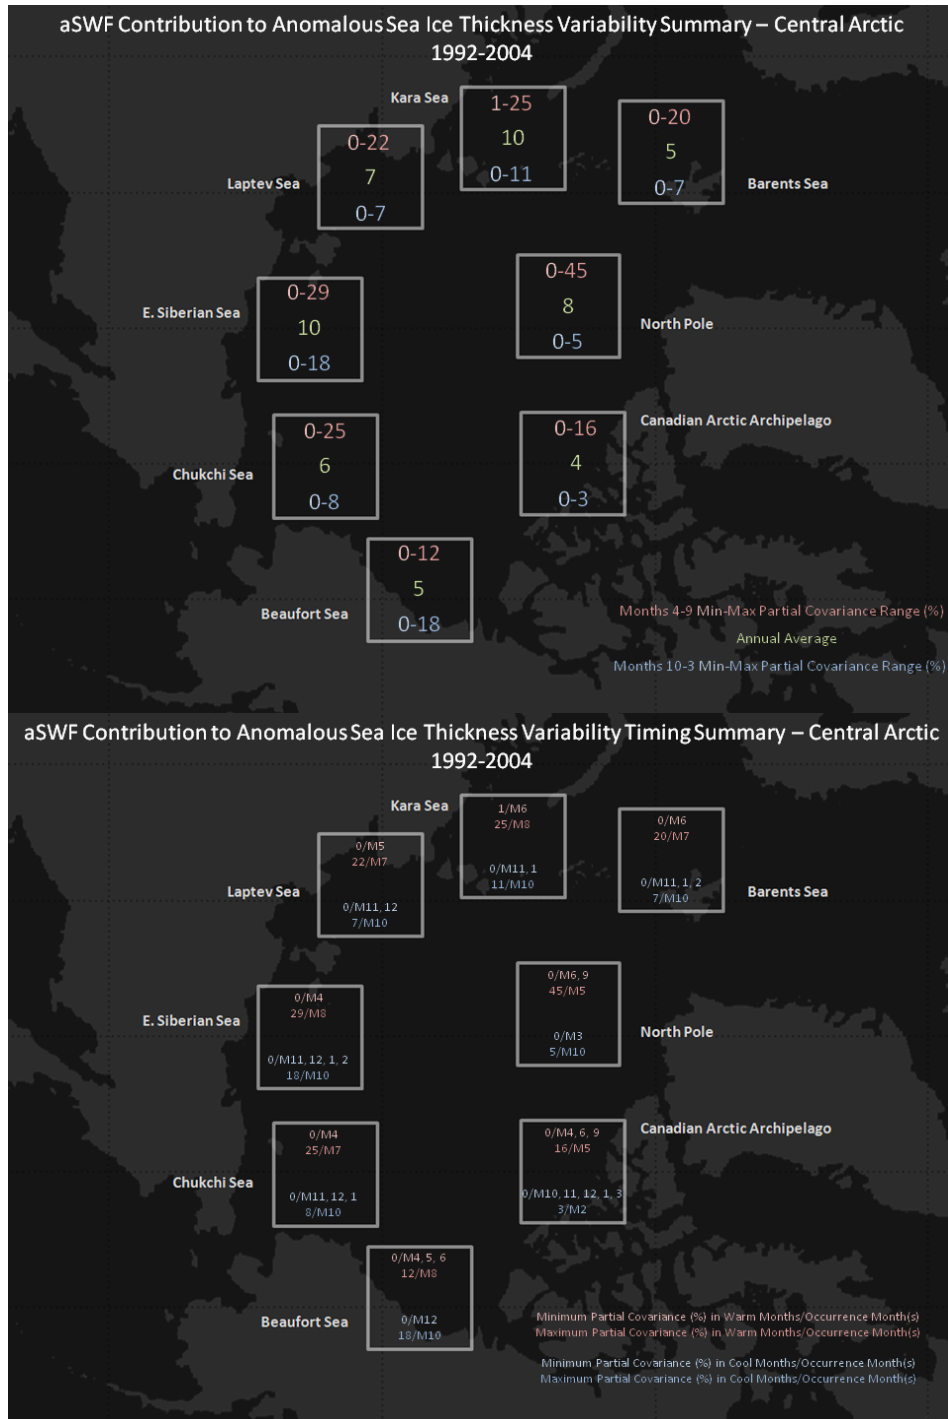 aSWF Contribution to Anomalous Sea Ice Thickness Variability Summary – Central Arctic
1992-2004
Kara Sea
1-25
10
0-11
0-20
5
0-7
Barents Sea
Laptev Sea
0-22
7
0-7
E. Siberian Sea
0-29
10
0-18
0-45
8
0-5
North Pole
Chukchi Sea
0-25
6
0-8
Canadian Arctic Archipelago
0-16
4
0-3
Beaufort Sea
0-12
5
0-18
Months 4-9 Min-Max Partial Covariance Range (%)
Annual Average
Months 10-3 Min-Max Partial Covariance Range (%)
aSWF Contribution to Anomalous Sea Ice Thickness Variability Timing Summary – Central Arctic
1992-2004
Kara Sea
1/M6
25/M8
0/M11, 1
11/M10
0/M6
20/M7
0/M11, 1, 2
7/M10
Barents Sea
Laptev Sea
0/M5
22/M7
0/M11, 12
7/M10
E. Siberian Sea
0/M4
29/M8
0/M11, 12, 1, 2
18/M10
0/M6, 9
45/M5
0/M3
5/M10
North Pole
Chukchi Sea
0/M4
25/M7
0/M11, 12, 1
8/M10
Canadian Arctic Archipelago
0/M4, 6, 9
16/M5
0/M10, 11, 12, 1, 3
3/M2
Beaufort Sea
0/M4, 5, 6
12/M8
0/M12
18/M10
Minimum Partial Covariance (%) in Warm Months/Occurrence Month(s)
Maximum Partial Covariance (%) in Warm Months/Occurrence Month(s)
Minimum Partial Covariance (%) in Cool Months/Occurrence Month(s)
Maximum Partial Covariance (%) in Cool Months/Occurrence Month(s)